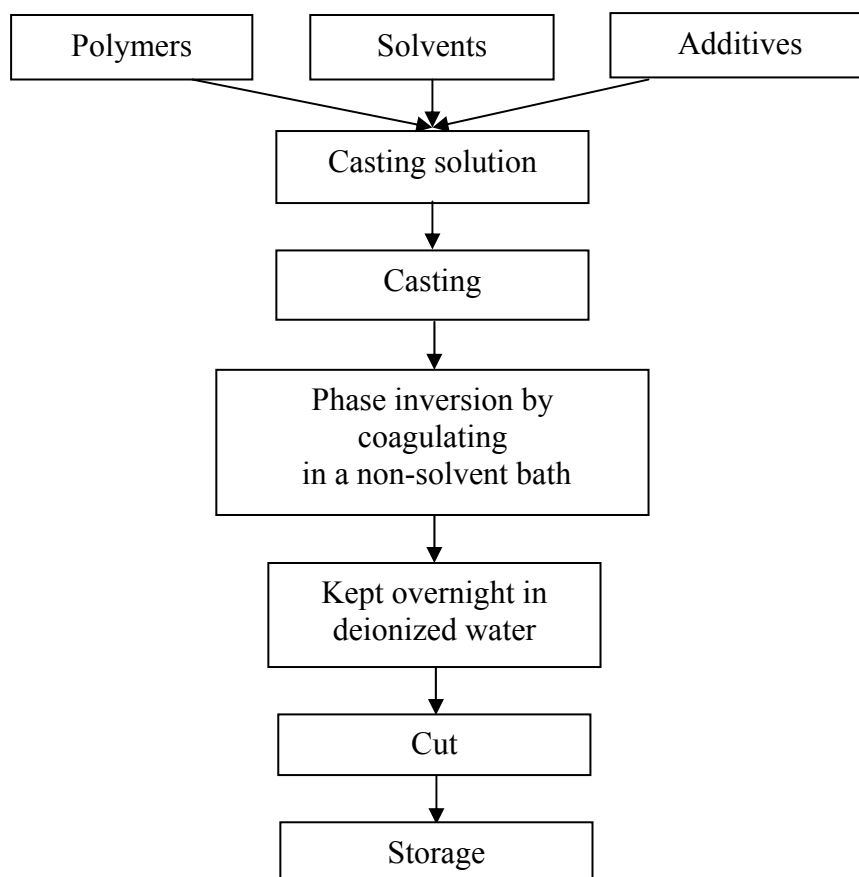 Polymers
Solvents
Additives
Casting solution
Casting
Phase inversion by
coagulating
in a non-solvent bath
Kept overnight in
deionized water
Cut
Storage